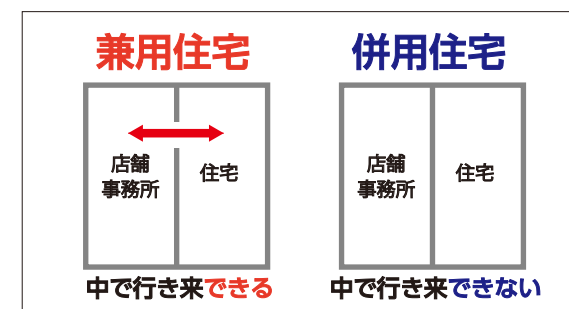 兼用住宅
店舗
事務所
住宅
中で行き来できる
併用住宅
店舗
事務所
住宅
中で行き来できない